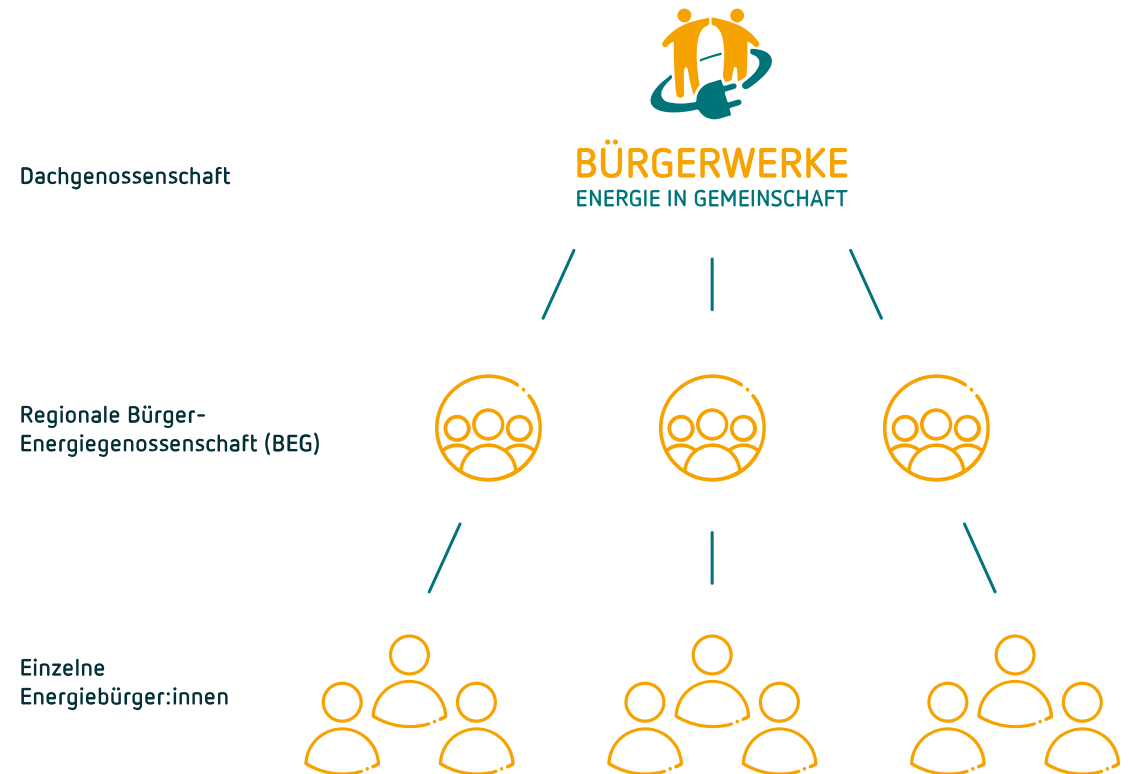 Dachgenossenschaft
BÜRGERWERKE
ENERGIE IN GEMEINSCHAFT
Regionale Bürger-
Energiegenossenschaft (BEG)
Einzelne
Energiebürger:innen